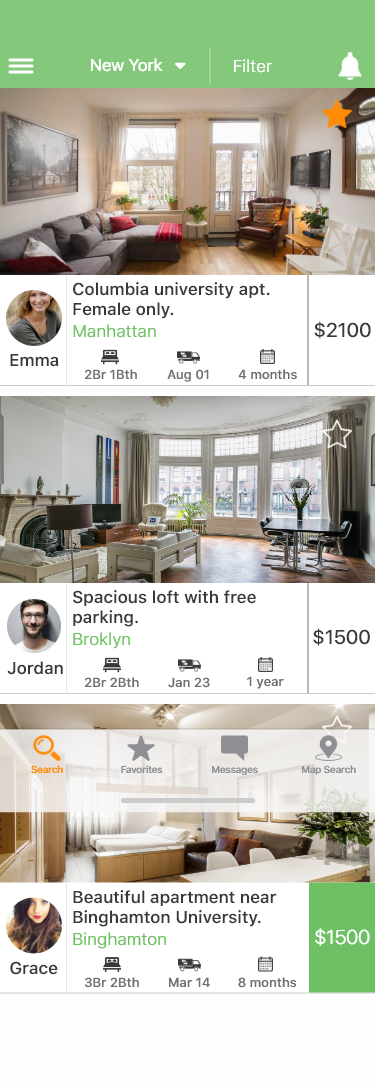 New York
Filter
Columbia university apt.
Female only.
Manhattan
$2100
Emma
2Br 1Bth
Aug 01
4 months
Spacious loft with free
parking.
Broklyn
$1500
Jordan
2Br 2Bth
Jan 23
1 year
Search
Favorites
Messages
Map Search
Beautiful apartment near
Binghamton University.
Binghamton
$1500
Grace
3Br 2Bth
Mar 14
8 months